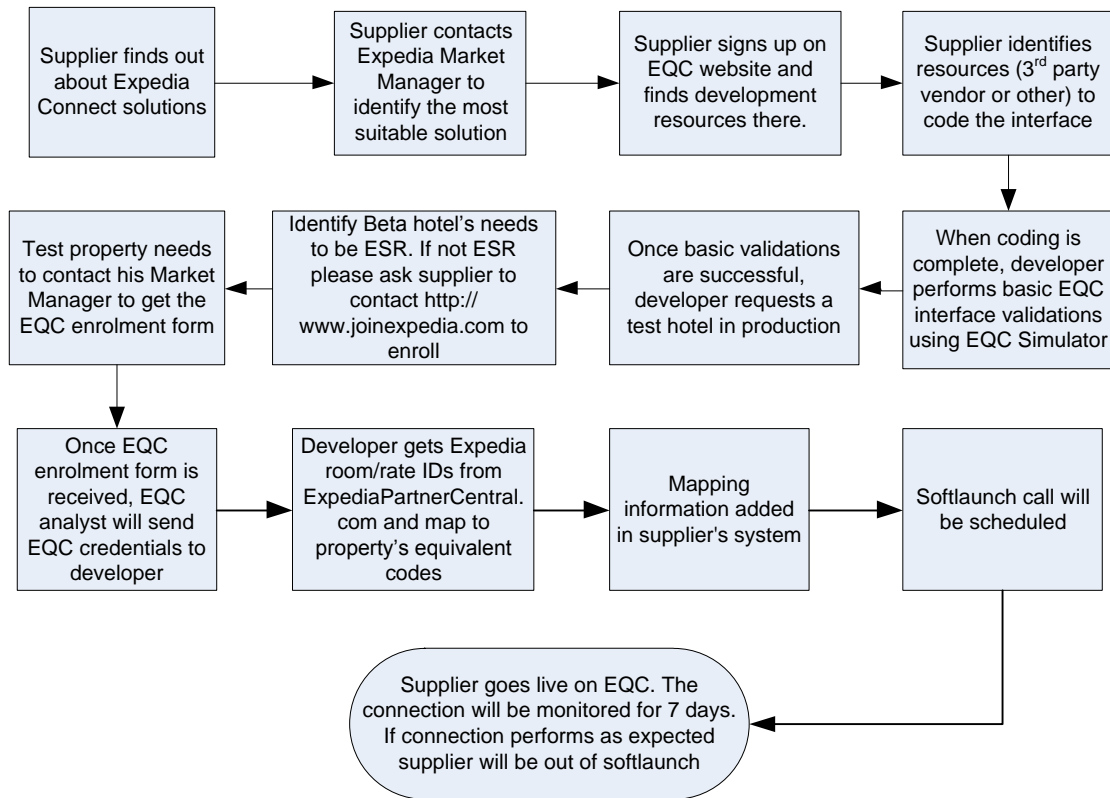 Supplier finds out
about Expedia
Connect solutions
Supplier contacts
Expedia Market
Manager to
identify the most
suitable solution
Supplier signs up on
EQC website and
finds development
resources there.
Supplier identifies
resources (3rd party
vendor or other) to
code the interface
When coding is
complete, developer
performs basic EQC
interface validations
using EQC Simulator
Once basic validations
are successful,
developer requests a
test hotel in production
Identify Beta hotel’s needs
to be ESR. If not ESR
please ask supplier to
contact http://
www.joinexpedia.com to
enroll
Test property needs
to contact his Market
Manager to get the
EQC enrolment form
Once EQC
enrolment form is
received, EQC
analyst will send
EQC credentials to
developer
Developer gets Expedia
room/rate IDs from
ExpediaPartnerCentral.
com and map to
property’s equivalent
codes
Mapping
information added
in supplier's system
Softlaunch call will
be scheduled
Supplier goes live on EQC. The
connection will be monitored for 7 days.
If connection performs as expected
supplier will be out of softlaunch